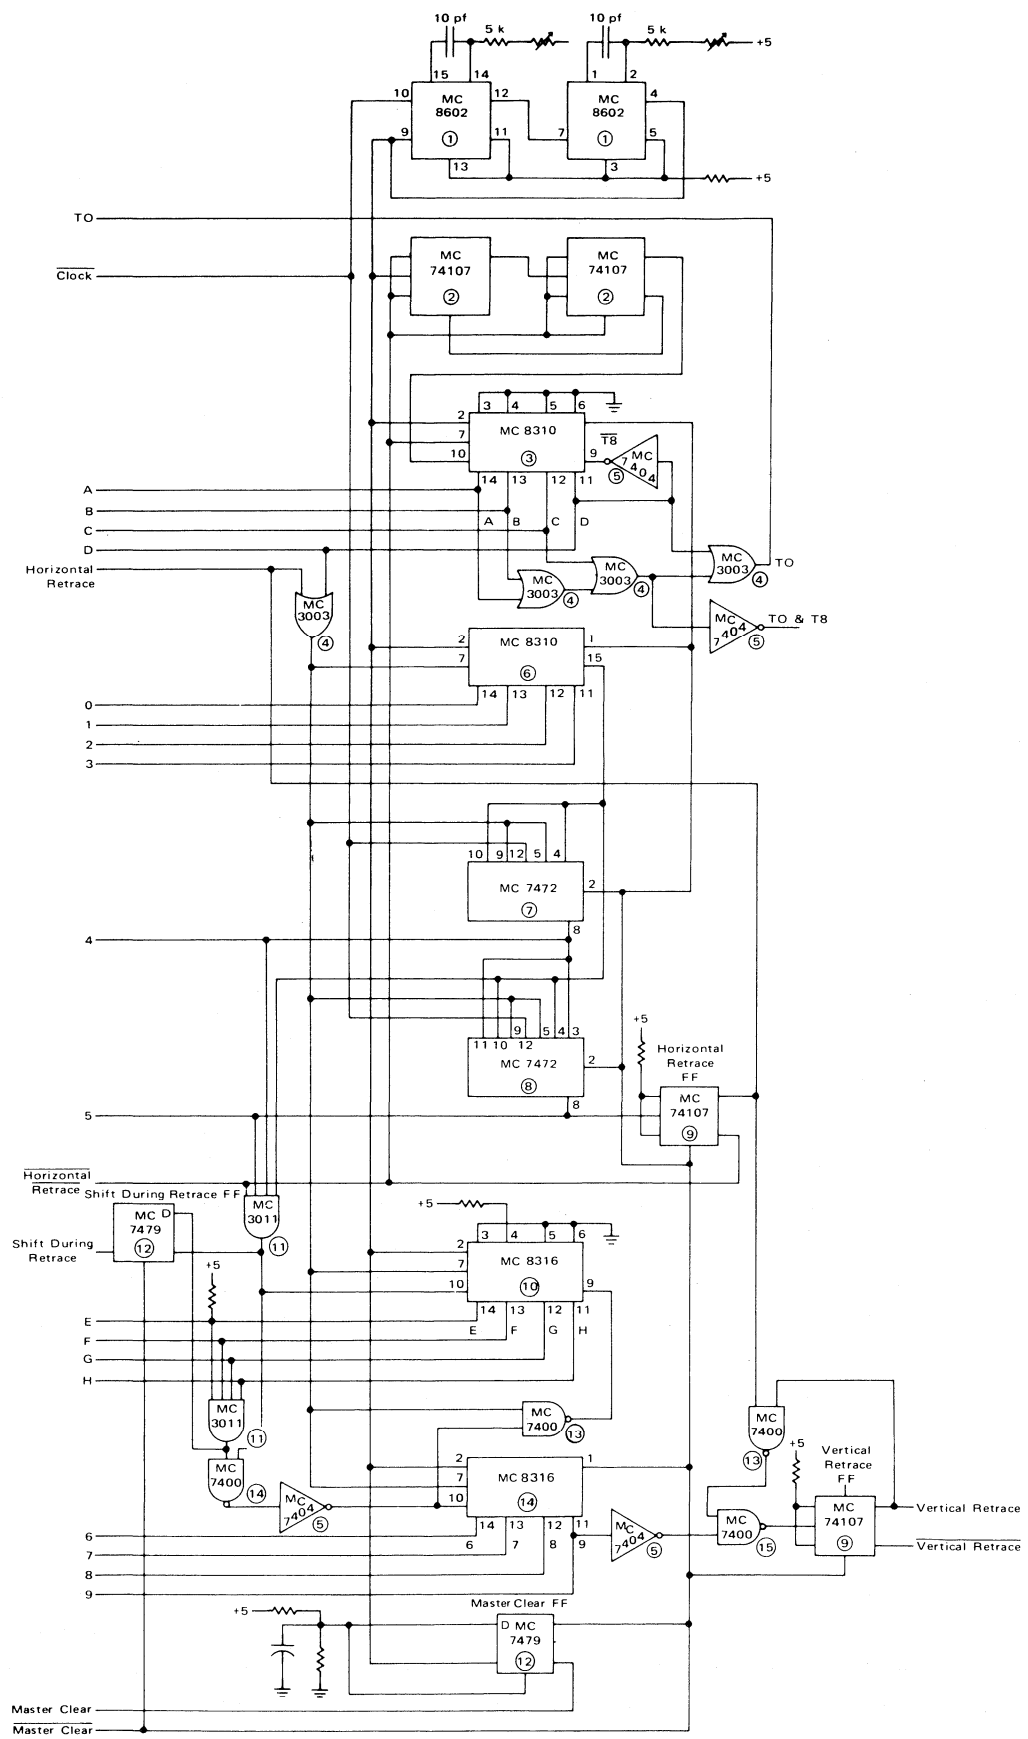 10 pf
5 k
10 pf
5 k
+5
15
14
1
2
10
MC
8602
12
MC
8602
4
9
①
11
7
①
5
13
3
+5
TO
MC
74107
②
MC
74107
②
Clock
3
4
5
6
2
MC 8310
7
T8
10
③
9
MC
7404
⑤
14
13
12
11
A
B
C
D
A
B
C
D
Horizontal
Retrace
MC
3003
④
MC
3003
④
MC
3003
④
MC
3003
④
TO
MC
7404
⑤
TO & T8
2
MC 8310
1
7
⑥
15
14
13
12
11
0
1
2
3
10
9
12
5
4
MC 7472
2
⑦
8
4
9
5
4
3
11
10
12
MC 7472
2
⑧
8
+5
Horizontal
Retrace
FF
MC
74107
⑨
5
Horizontal
Retrace
Shift During Retrace FF
MC
3011
⑪
MC
D
7479
⑫
Shift During
Retrace
+5
+5
3
4
5
6
2
MC 8316
7
10
⑩
9
14
13
12
11
E
F
G
H
E
F
G
H
MC
3011
⑪
MC
7400
⑬
MC
7400
⑭
MC
7404
⑤
2
MC 8316
1
7
10
⑭
14
13
12
11
6
7
8
9
6
7
8
9
MC
7404
⑤
MC
7400
⑬
MC
7400
⑮
+5
Vertical
Retrace
FF
MC
74107
⑨
Vertical Retrace
Vertical Retrace
Master Clear FF
+5
D MC
7479
⑫
Master Clear
Master Clear